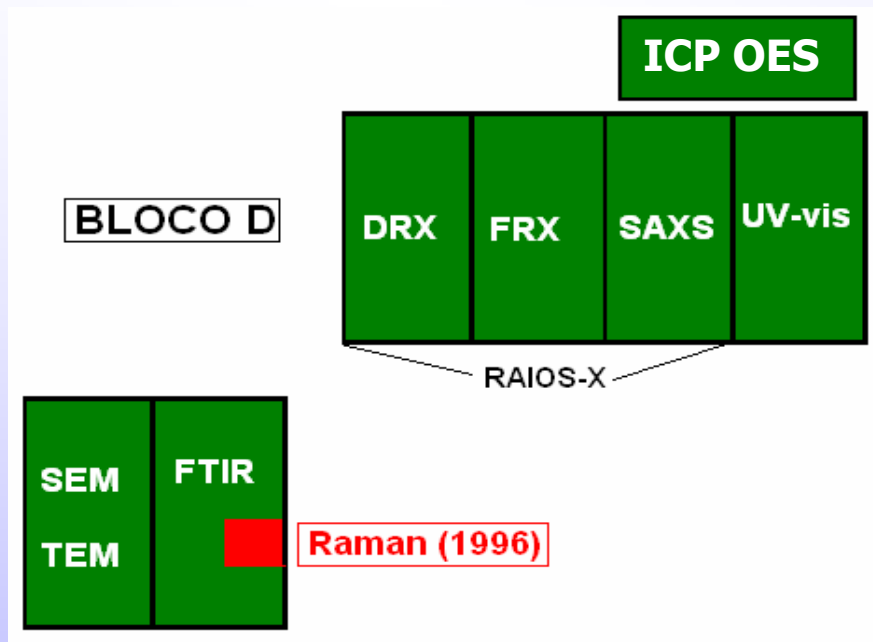 ICP OES
BLOCO D
DRX
FRX
SAXS
UV-vis
RAIOS-X
SEM
TEM
FTIR
Raman (1996)